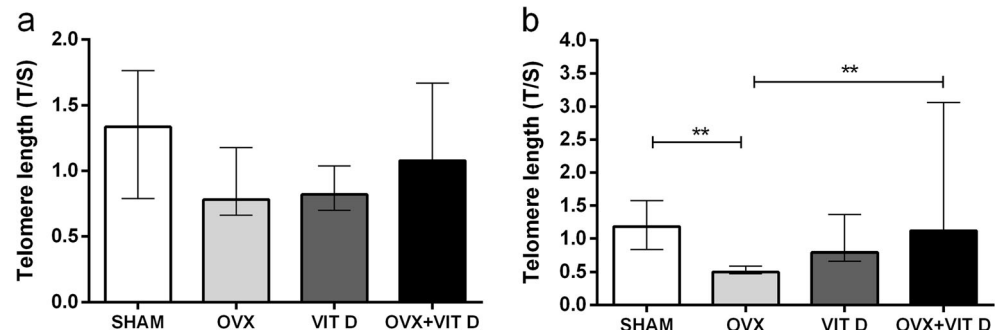 a
Telomere length (T/S)
2.0
1.5
1.0
0.5
0.0
SHAM OVX VIT D OVX+VIT D
b
Telomere length (T/S)
4.0
3.5
3.0
2.5
2.0
1.5
1.0
0.5
0.0
**
**
SHAM OVX VIT D OVX+VIT D